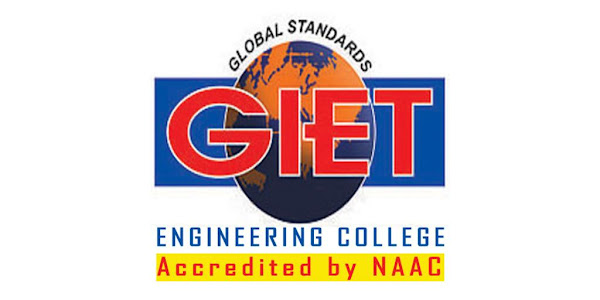 GLOBAL STANDARDS
GIET
ENGINEERING COLLEGE
Accredited by NAAC